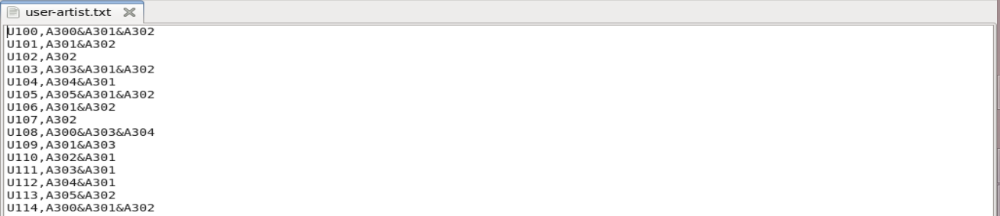 user-artist.txt
U100,A300&A301&A302
U101,A301&A302
U102,A302
U103,A303&A301&A302
U104,A304&A301
U105,A305&A301&A302
U106,A301&A302
U107,A302
U108,A300&A303&A304
U109,A301&A303
U110,A302&A301
U111,A303&A301
U112,A304&A301
U113,A305&A302
U114,A300&A301&A302